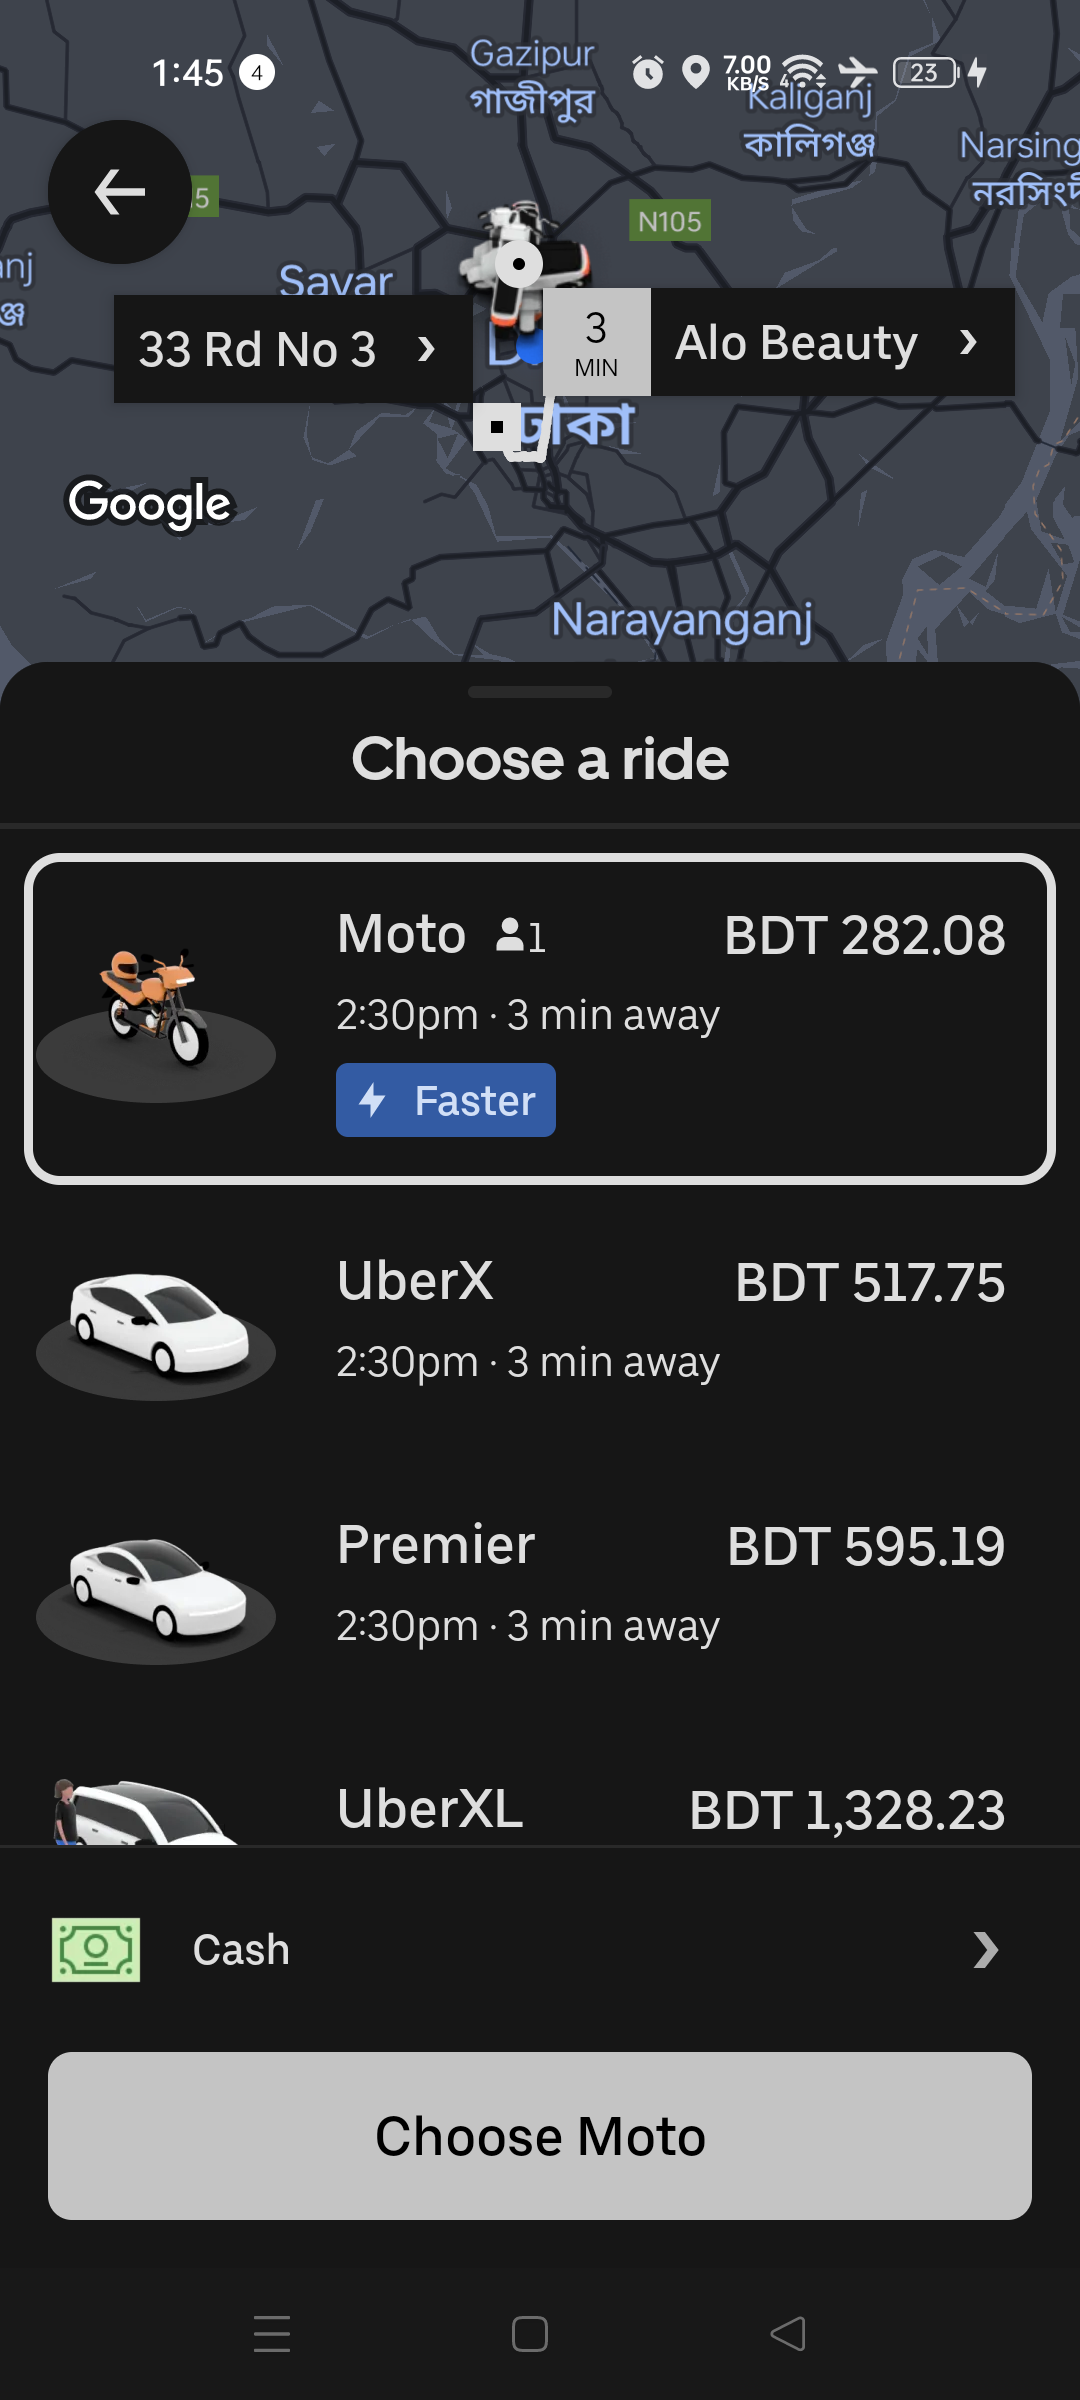 1:45 4
7.00 KB/S 4 23
Gazipur
গাজীপুর
Kaliganj
কালিগঞ্জ
Narsing
N105
Savar
33 Rd No 3
3 MIN
Alo Beauty
ঢাকা
Google
Narayanganj
Choose a ride
Moto 1 BDT 282.08
2:30pm · 3 min away
Faster
UberX BDT 517.75
2:30pm · 3 min away
Premier BDT 595.19
2:30pm · 3 min away
UberXL BDT 1,328.23
Cash
Choose Moto